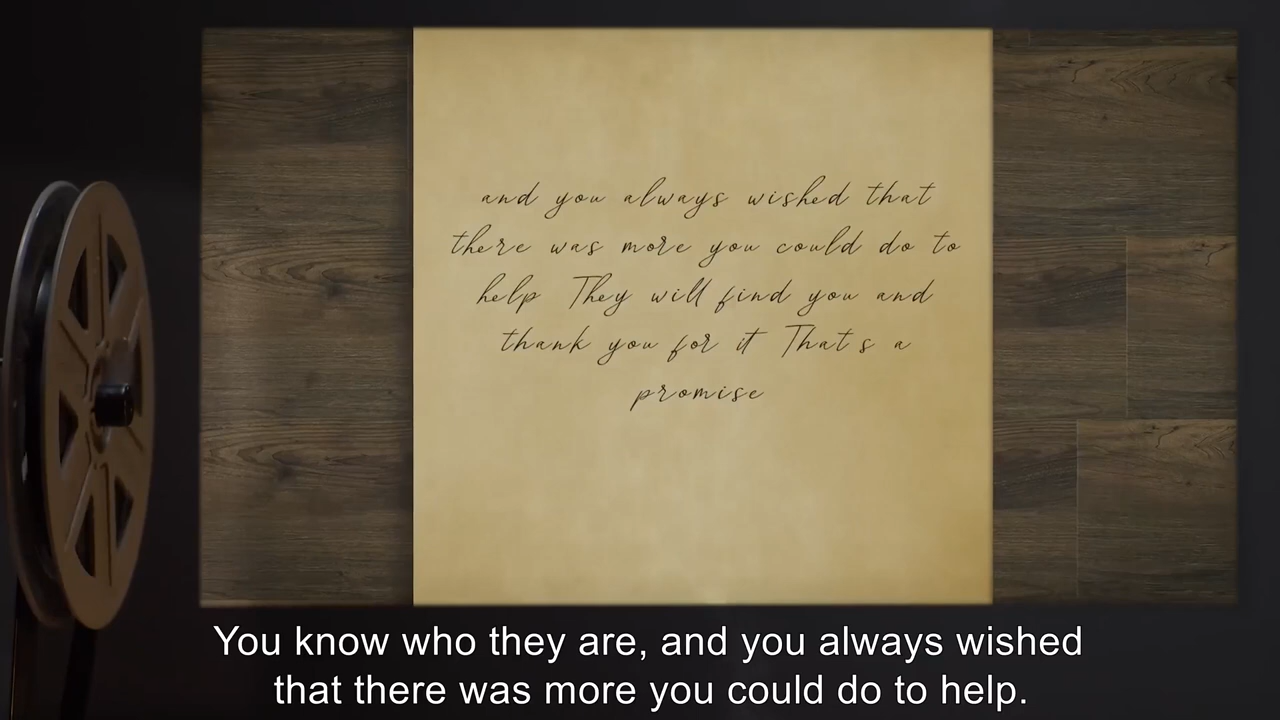 and you always wished that
there was more you could do to
help They will find you and
thank you for it That s a
promise
You know who they are, and you always wished
that there was more you could do to help.